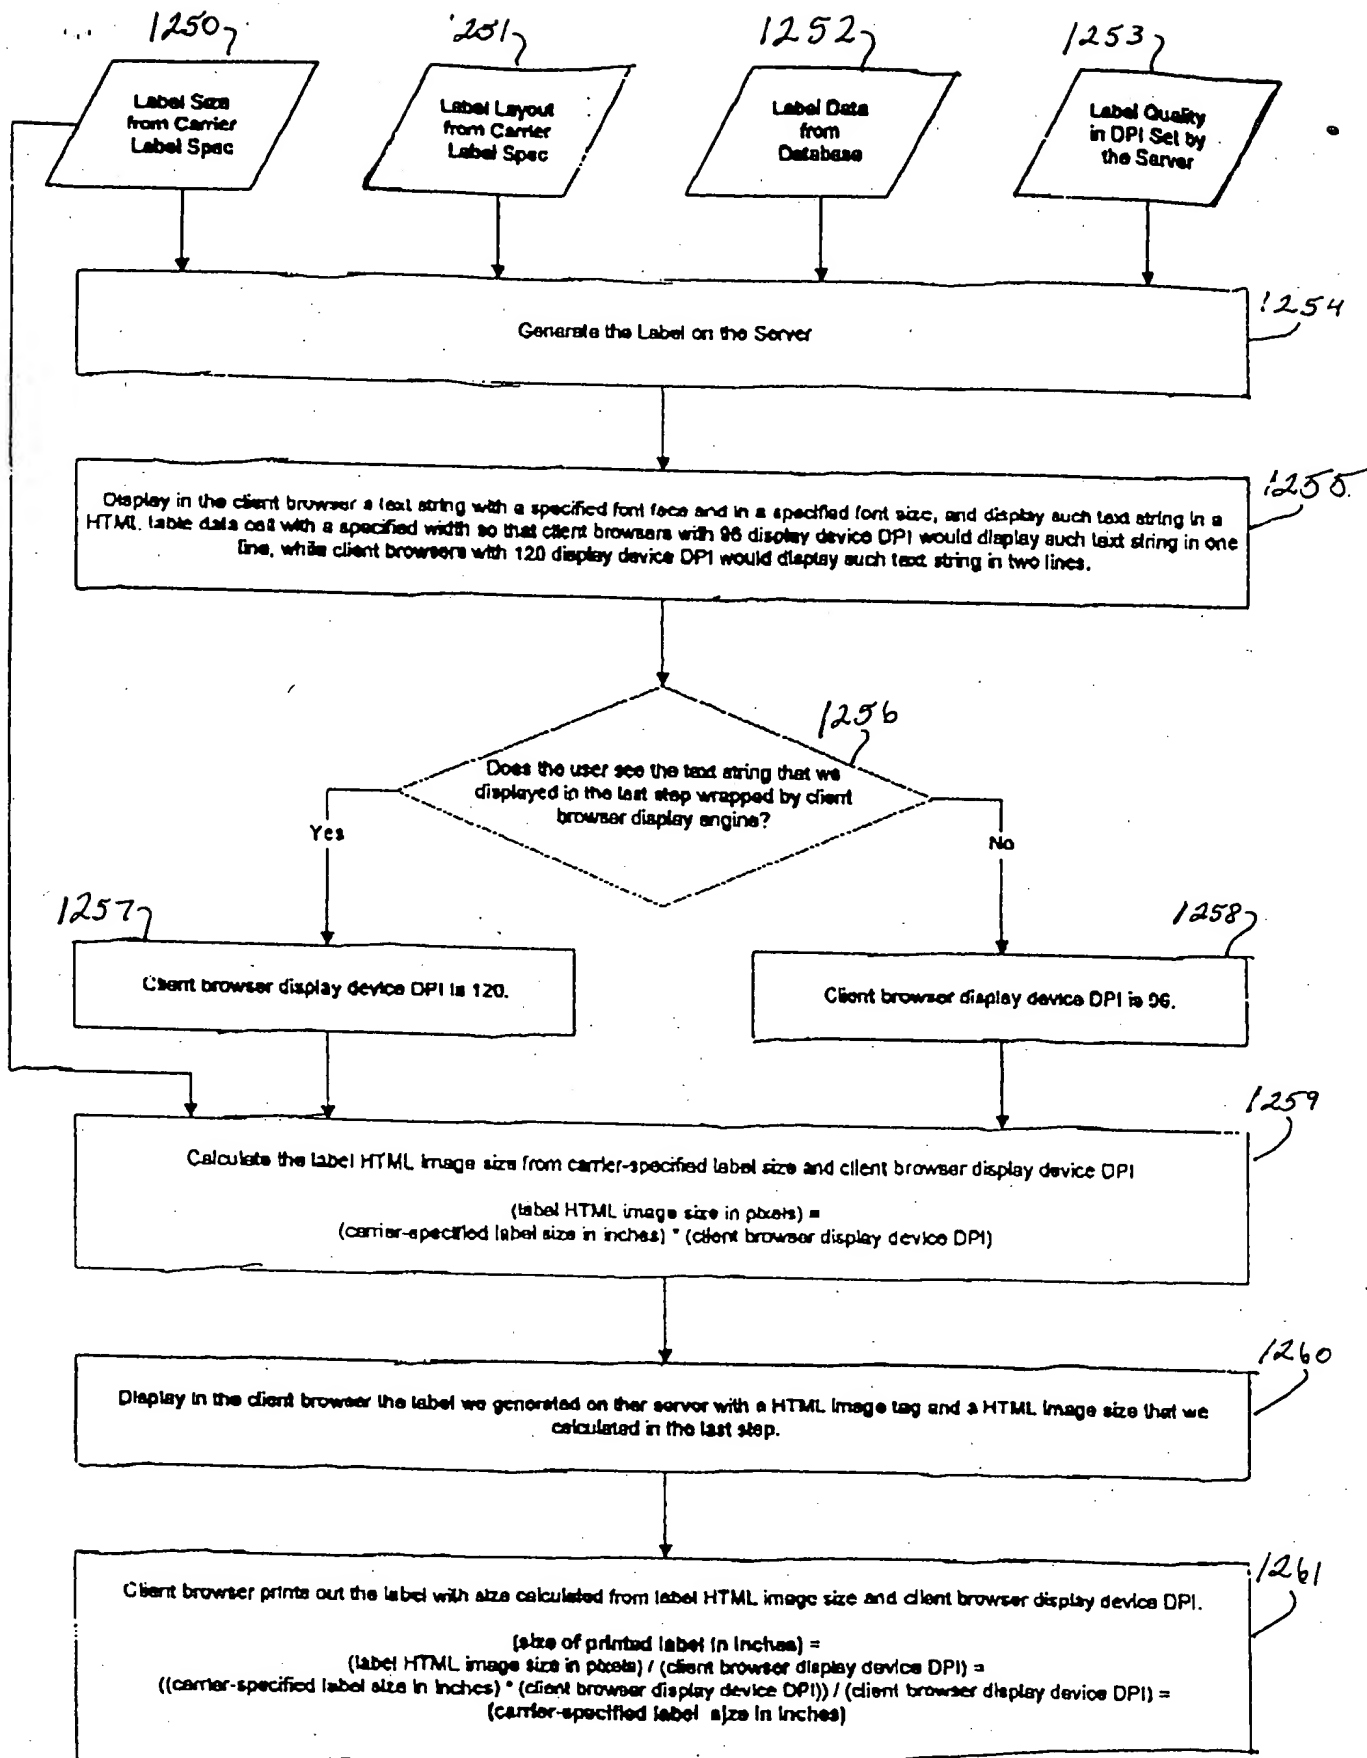 1250
1251
1252
1253
Label Size
from Carrier
Label Spec
Label Layout
from Carrier
Label Spec
Label Data
from
Database
Label Quality
in DPI Set by
the Server
1254
Generate the Label on the Server
1255
Display in the client browser a text string with a specified font face and in a specified font size, and display such text string in a
HTML table data cell with a specified width so that client browsers with 96 display device DPI would display such text string in one
line, while client browsers with 120 display device DPI would display such text string in two lines.
1256
Does the user see the text string that we
displayed in the last step wrapped by client
browser display engine?
Yes
No
1257
1258
Client browser display device DPI is 120.
Client browser display device DPI is 96.
1259
Calculate the label HTML image size from carrier-specified label size and client browser display device DPI
(label HTML image size in pixels) =
(carrier-specified label size in inches) * (client browser display device DPI)
1260
Display in the client browser the label we generated on ther server with a HTML image tag and a HTML image size that we
calculated in the last step.
1261
Client browser prints out the label with size calculated from label HTML image size and client browser display device DPI.
(size of printed label in inches) =
(label HTML image size in pixels) / (client browser display device DPI) =
((carrier-specified label size in inches) * (client browser display device DPI)) / (client browser display device DPI) =
(carrier-specified label size in inches)